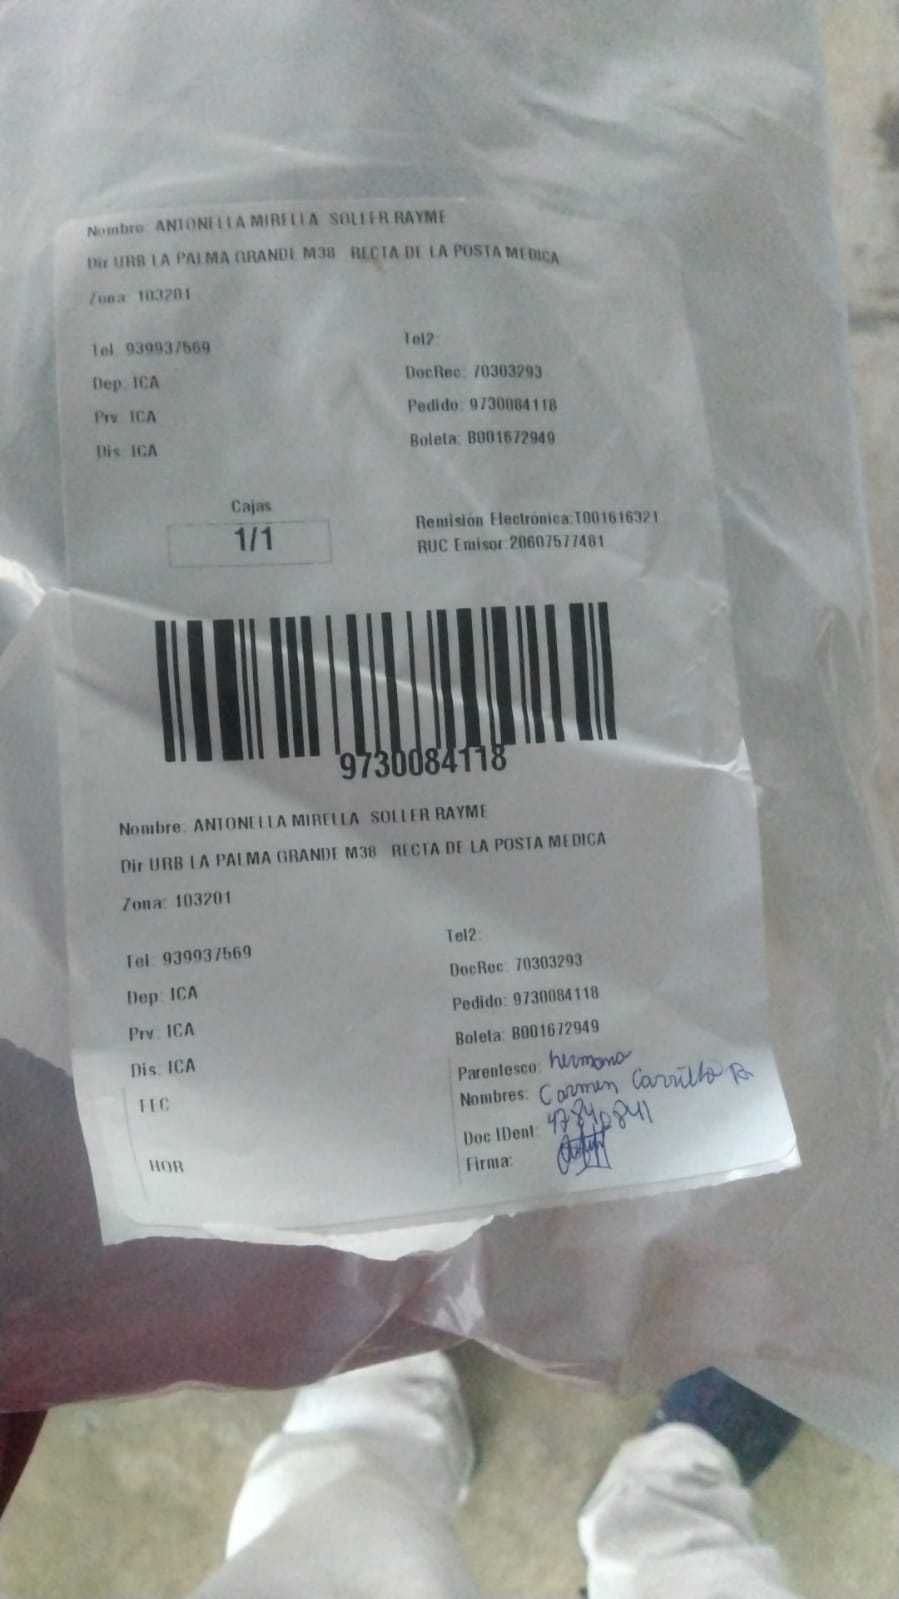 Nombre: ANTONELLA MIRELLA SOLLER RAYME
Dir URB LA PALMA GRANDE M38 RECTA DE LA POSTA MEDICA
Zona: 103201
Tel: 939937569
Tel2:
Dep: ICA
DocRec: 70303293
Prv: ICA
Pedido: 9730084118
Dis: ICA
Boleta: B001672949
Cajas
1/1
Remisión Electrónica:T001616321
RUC Emisor:20607577481
9730084118
Nombre: ANTONELLA MIRELLA SOLLER RAYME
Dir URB LA PALMA GRANDE M38 RECTA DE LA POSTA MEDICA
Zona: 103201
Tel: 939937569
Tel2:
Dep: ICA
DocRec: 70303293
Prv: ICA
Pedido: 9730084118
Dis: ICA
Boleta: B001672949
FEC
Parentesco: hermana
Nombres: Carmen Carrillo R.
Doc IDent: 47840841
HOR
Firma: